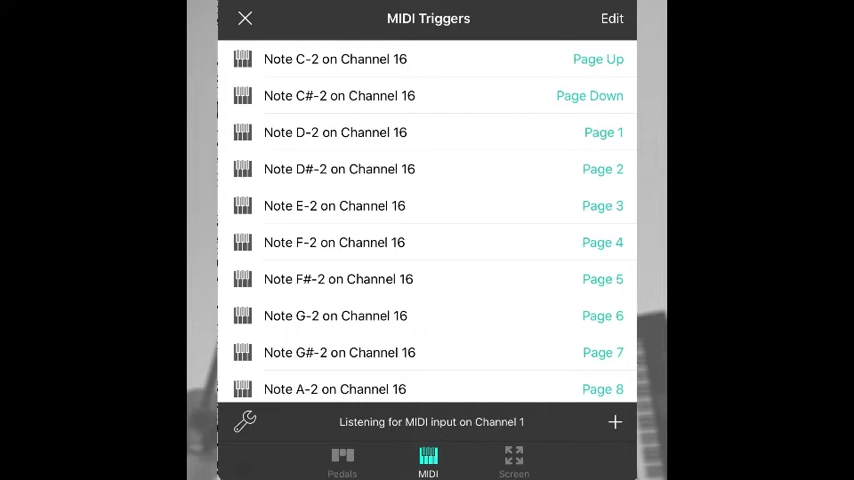 MIDI Triggers Edit
Note C-2 on Channel 16 Page Up
Note C#-2 on Channel 16 Page Down
Note D-2 on Channel 16 Page 1
Note D#-2 on Channel 16 Page 2
Note E-2 on Channel 16 Page 3
Note F-2 on Channel 16 Page 4
Note F#-2 on Channel 16 Page 5
Note G-2 on Channel 16 Page 6
Note G#-2 on Channel 16 Page 7
Note A-2 on Channel 16 Page 8
Listening for MIDI input on Channel 1
Pedals MIDI Screen